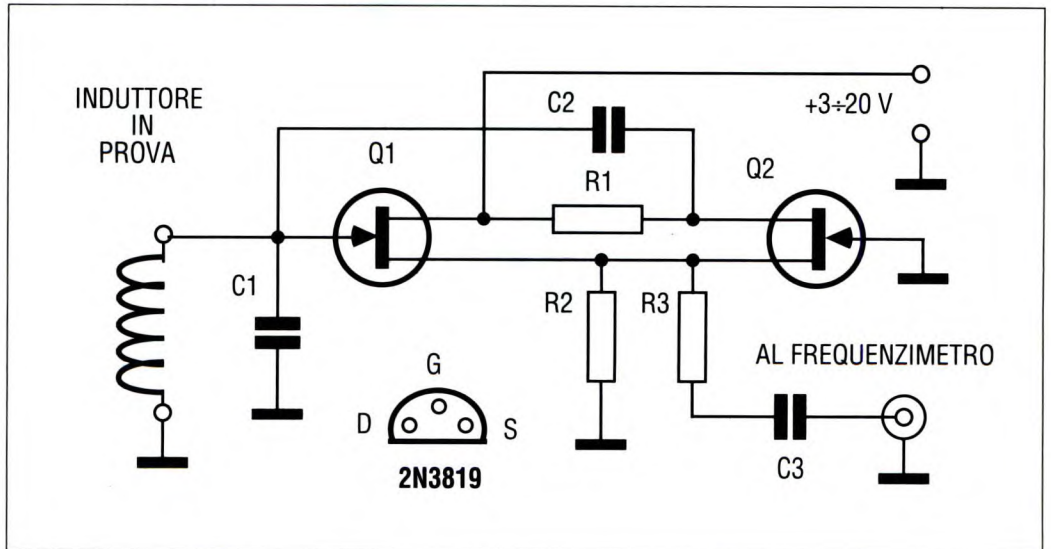 INDUTTORE
IN
PROVA
C1
Q1
C2
R1
Q2
+3÷20 V
R2
R3
AL FREQUENZIMETRO
C3
G
D
S
2N3819